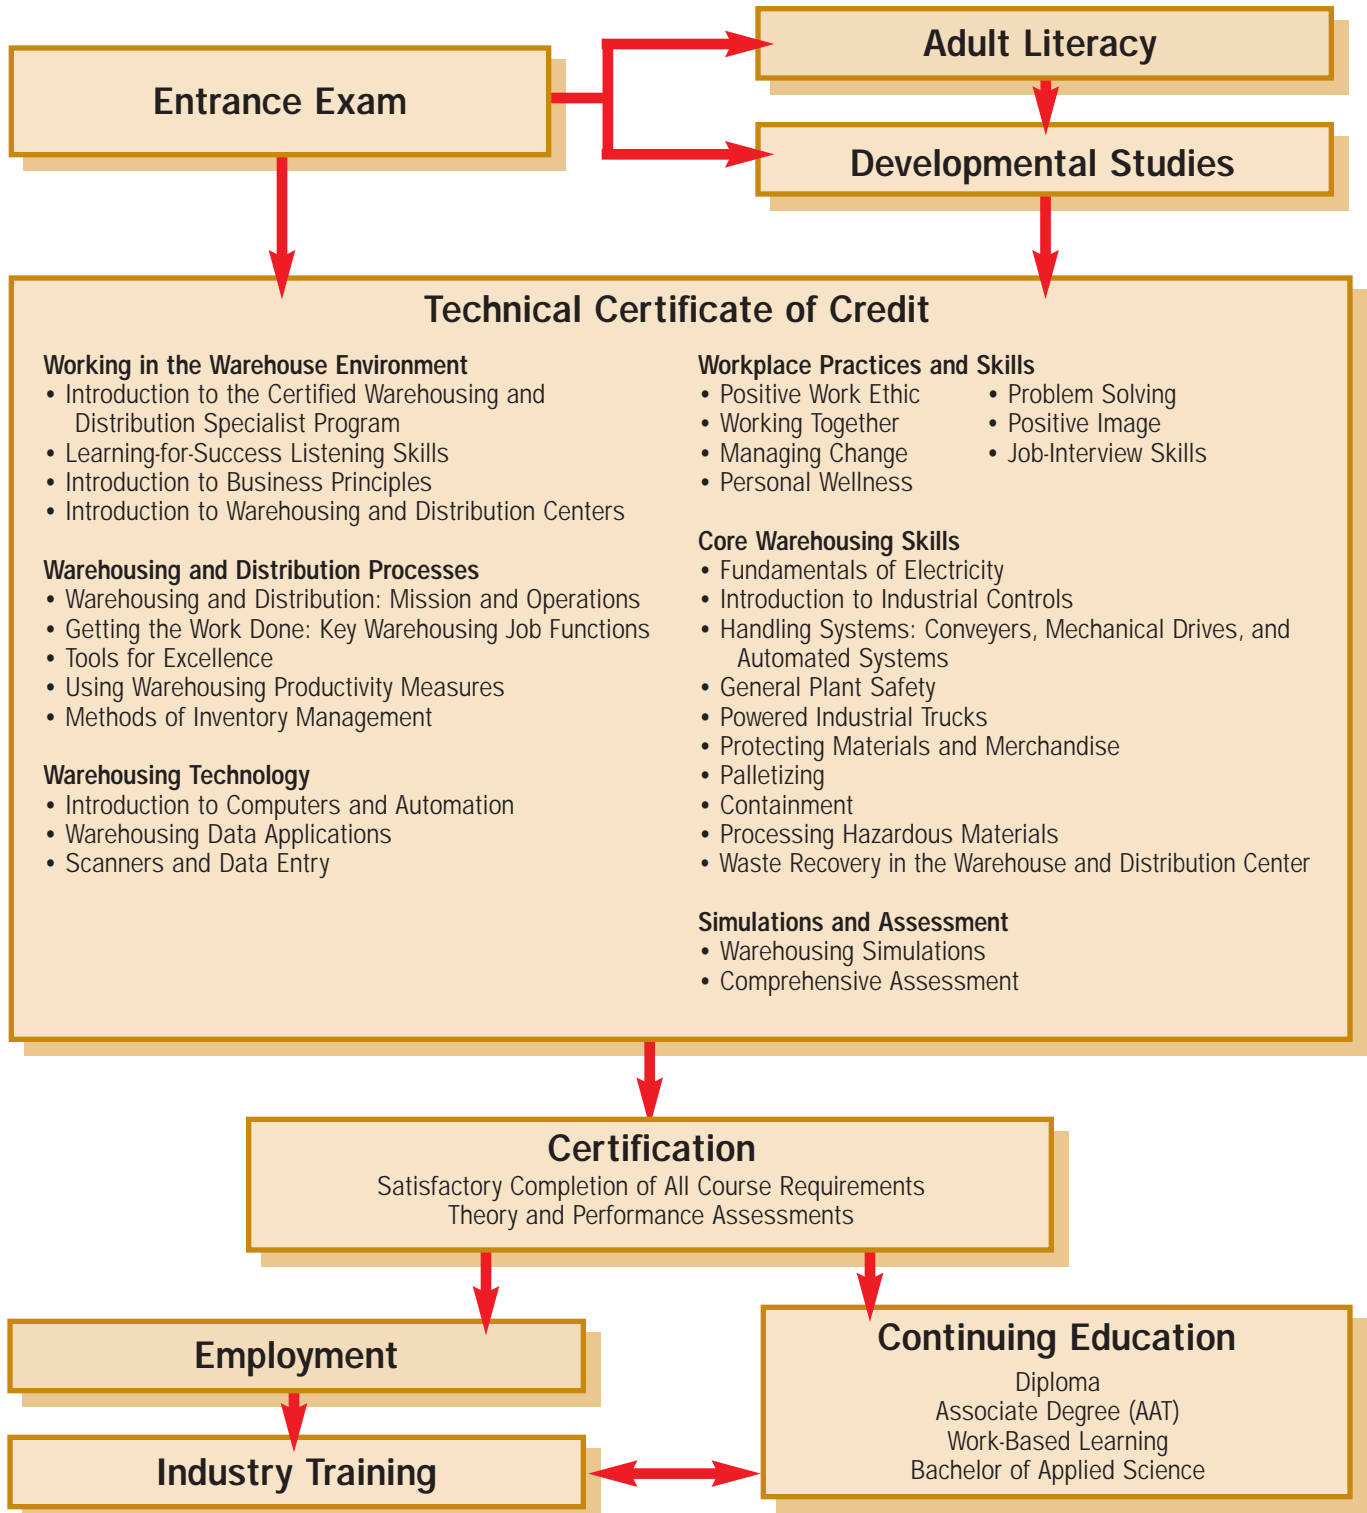 Entrance Exam
Adult Literacy
Developmental Studies
Technical Certificate of Credit
Working in the Warehouse Environment
• Introduction to the Certified Warehousing and
Distribution Specialist Program
• Learning-for-Success Listening Skills
• Introduction to Business Principles
• Introduction to Warehousing and Distribution Centers
Warehousing and Distribution Processes
• Warehousing and Distribution: Mission and Operations
• Getting the Work Done: Key Warehousing Job Functions
• Tools for Excellence
• Using Warehousing Productivity Measures
• Methods of Inventory Management
Warehousing Technology
• Introduction to Computers and Automation
• Warehousing Data Applications
• Scanners and Data Entry
Workplace Practices and Skills
• Positive Work Ethic
• Working Together
• Managing Change
• Personal Wellness
• Problem Solving
• Positive Image
• Job-Interview Skills
Core Warehousing Skills
• Fundamentals of Electricity
• Introduction to Industrial Controls
• Handling Systems: Conveyers, Mechanical Drives, and
Automated Systems
• General Plant Safety
• Powered Industrial Trucks
• Protecting Materials and Merchandise
• Palletizing
• Containment
• Processing Hazardous Materials
• Waste Recovery in the Warehouse and Distribution Center
Simulations and Assessment
• Warehousing Simulations
• Comprehensive Assessment
Certification
Satisfactory Completion of All Course Requirements
Theory and Performance Assessments
Employment
Industry Training
Continuing Education
Diploma
Associate Degree (AAT)
Work-Based Learning
Bachelor of Applied Science